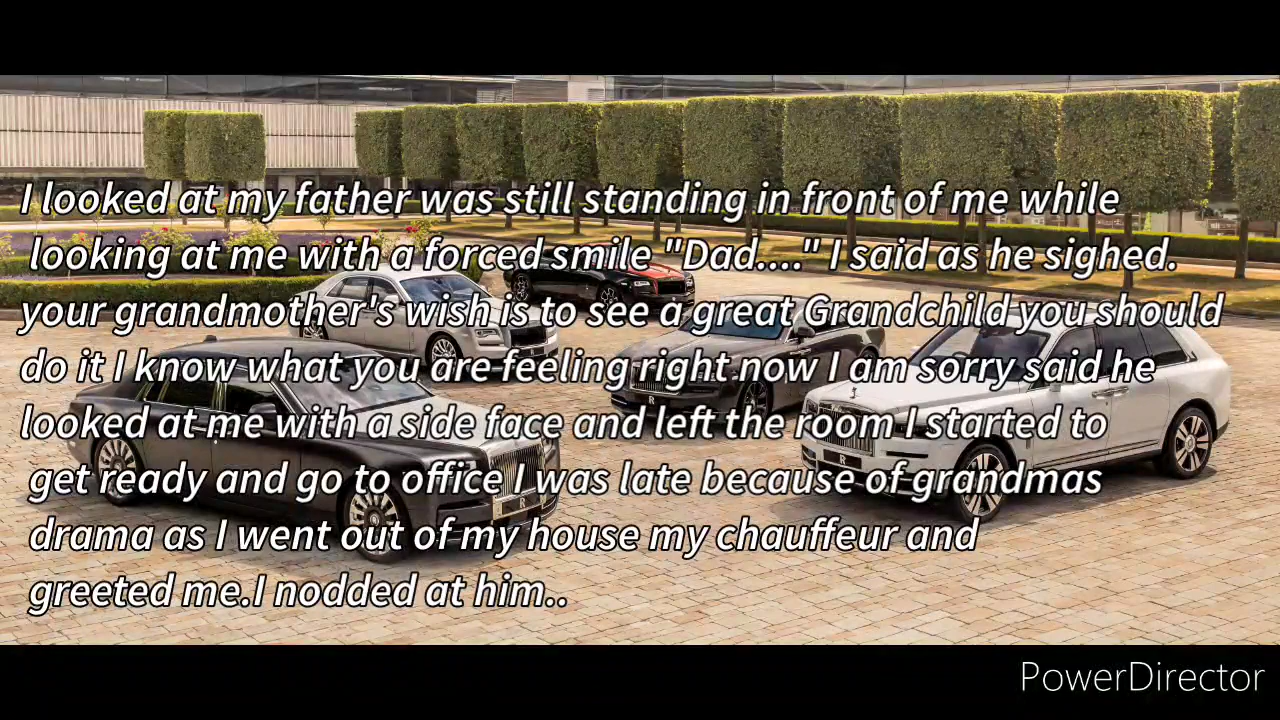 I looked at my father was still standing in front of me while
looking at me with a forced smile "Dad...." I said as he sighed.
your grandmother's wish is to see a great Grandchild you should
do it I know what you are feeling right now I am sorry said he
looked at me with a side face and left the room I started to
get ready and go to office I was late because of grandmas
drama as I went out of my house my chauffeur and
greeted me.I nodded at him..
PowerDirector